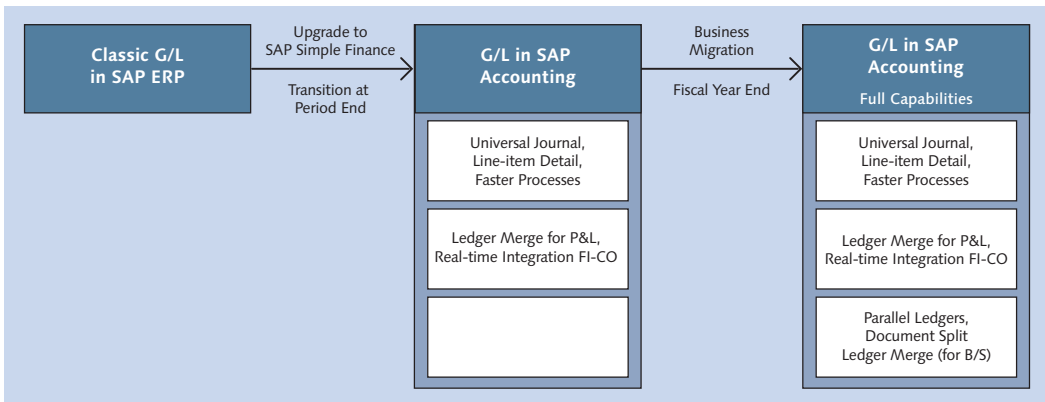 Classic G/L
in SAP ERP
Upgrade to
SAP Simple Finance
Transition at
Period End
G/L in SAP
Accounting
Universal Journal,
Line-item Detail,
Faster Processes
Ledger Merge for P&L,
Real-time Integration FI-CO
Business
Migration
Fiscal Year End
G/L in SAP
Accounting
Full Capabilities
Universal Journal,
Line-item Detail,
Faster Processes
Ledger Merge for P&L,
Real-time Integration FI-CO
Parallel Ledgers,
Document Split
Ledger Merge (for B/S)